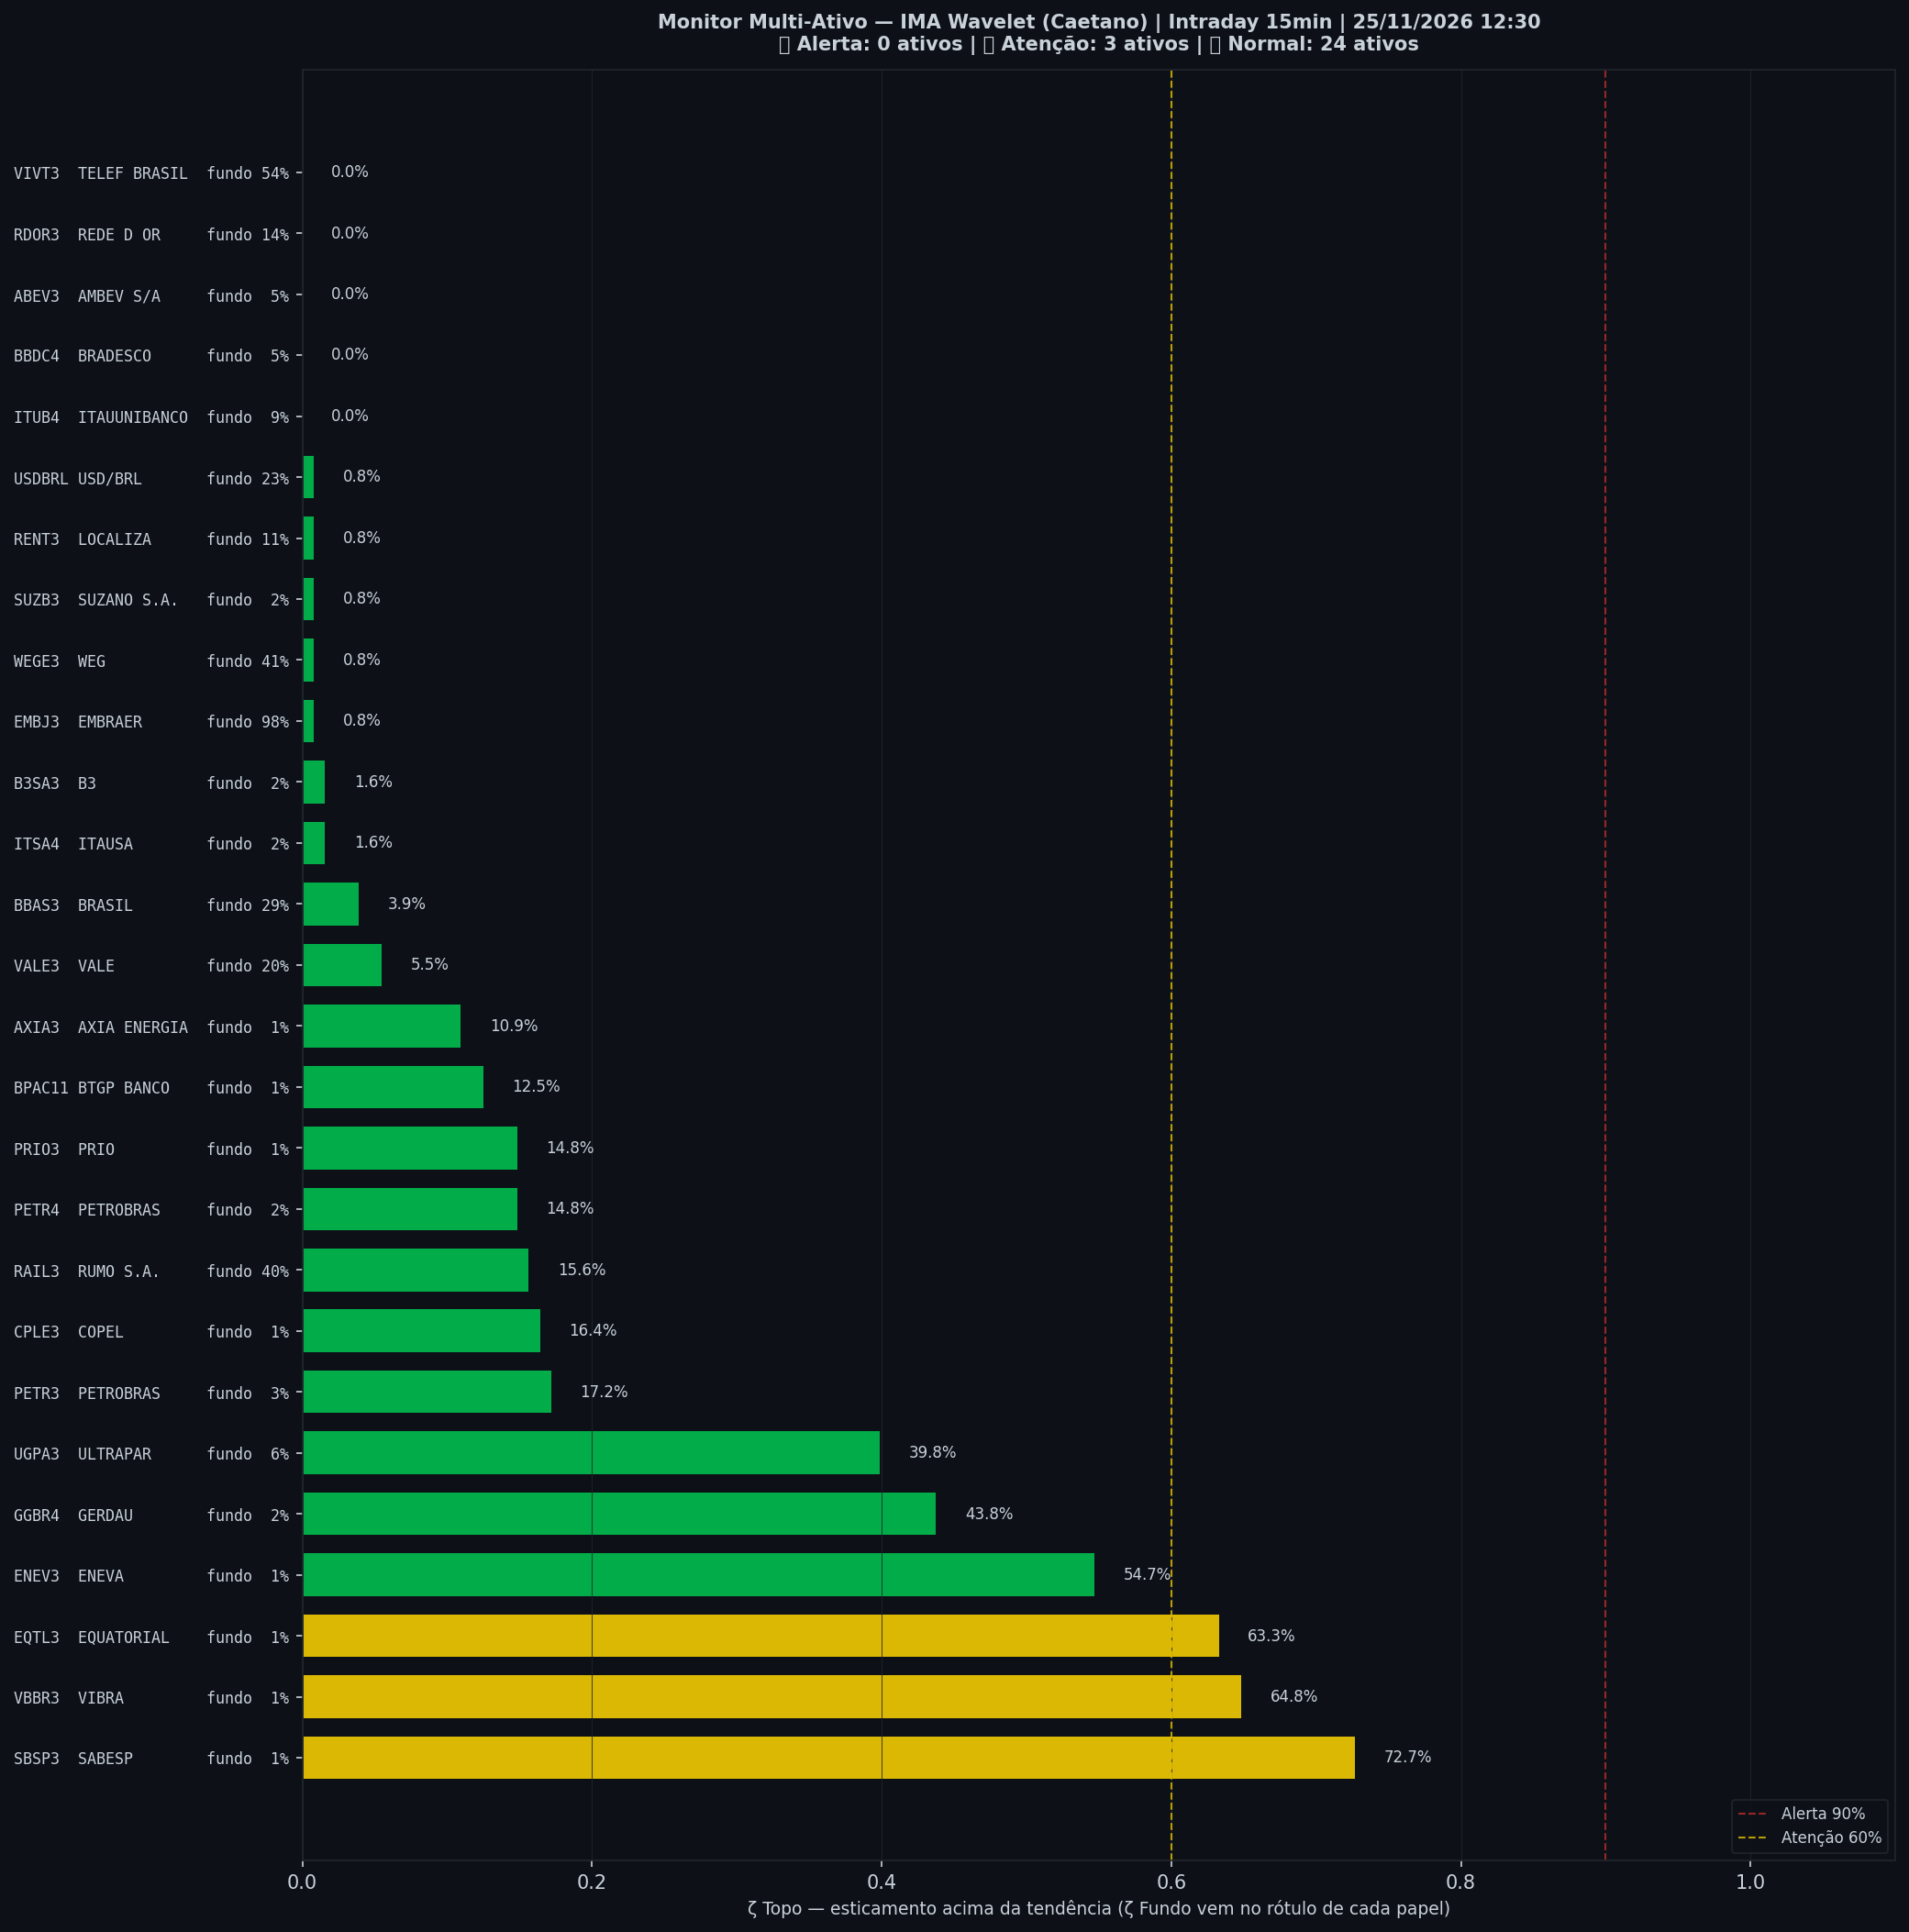 Monitor Multi-Ativo — IMA Wavelet (Caetano) | Intraday 15min | 25/11/2026 12:30
Alerta: 0 ativos | Atenção: 3 ativos | Normal: 24 ativos
VIVT3 TELEF BRASIL fundo 54% 0.0%
RDOR3 REDE D OR fundo 14% 0.0%
ABEV3 AMBEV S/A fundo 5% 0.0%
BBDC4 BRADESCO fundo 5% 0.0%
ITUB4 ITAUUNIBANCO fundo 9% 0.0%
USDBRL USD/BRL fundo 23% 0.8%
RENT3 LOCALIZA fundo 11% 0.8%
SUZB3 SUZANO S.A. fundo 2% 0.8%
WEGE3 WEG fundo 41% 0.8%
EMBJ3 EMBRAER fundo 98% 0.8%
B3SA3 B3 fundo 2% 1.6%
ITSA4 ITAUSA fundo 2% 1.6%
BBAS3 BRASIL fundo 29% 3.9%
VALE3 VALE fundo 20% 5.5%
AXIA3 AXIA ENERGIA fundo 1% 10.9%
BPAC11 BTGP BANCO fundo 1% 12.5%
PRIO3 PRIO fundo 1% 14.8%
PETR4 PETROBRAS fundo 2% 14.8%
RAIL3 RUMO S.A. fundo 40% 15.6%
CPLE3 COPEL fundo 1% 16.4%
PETR3 PETROBRAS fundo 3% 17.2%
UGPA3 ULTRAPAR fundo 6% 39.8%
GGBR4 GERDAU fundo 2% 43.8%
ENEV3 ENEVA fundo 1% 54.7%
EQTL3 EQUATORIAL fundo 1% 63.3%
VBBR3 VIBRA fundo 1% 64.8%
SBSP3 SABESP fundo 1% 72.7%
Alerta 90%
Atenção 60%
0.0 0.2 0.4 0.6 0.8 1.0
ζ Topo — esticamento acima da tendência (ζ Fundo vem no rótulo de cada papel)